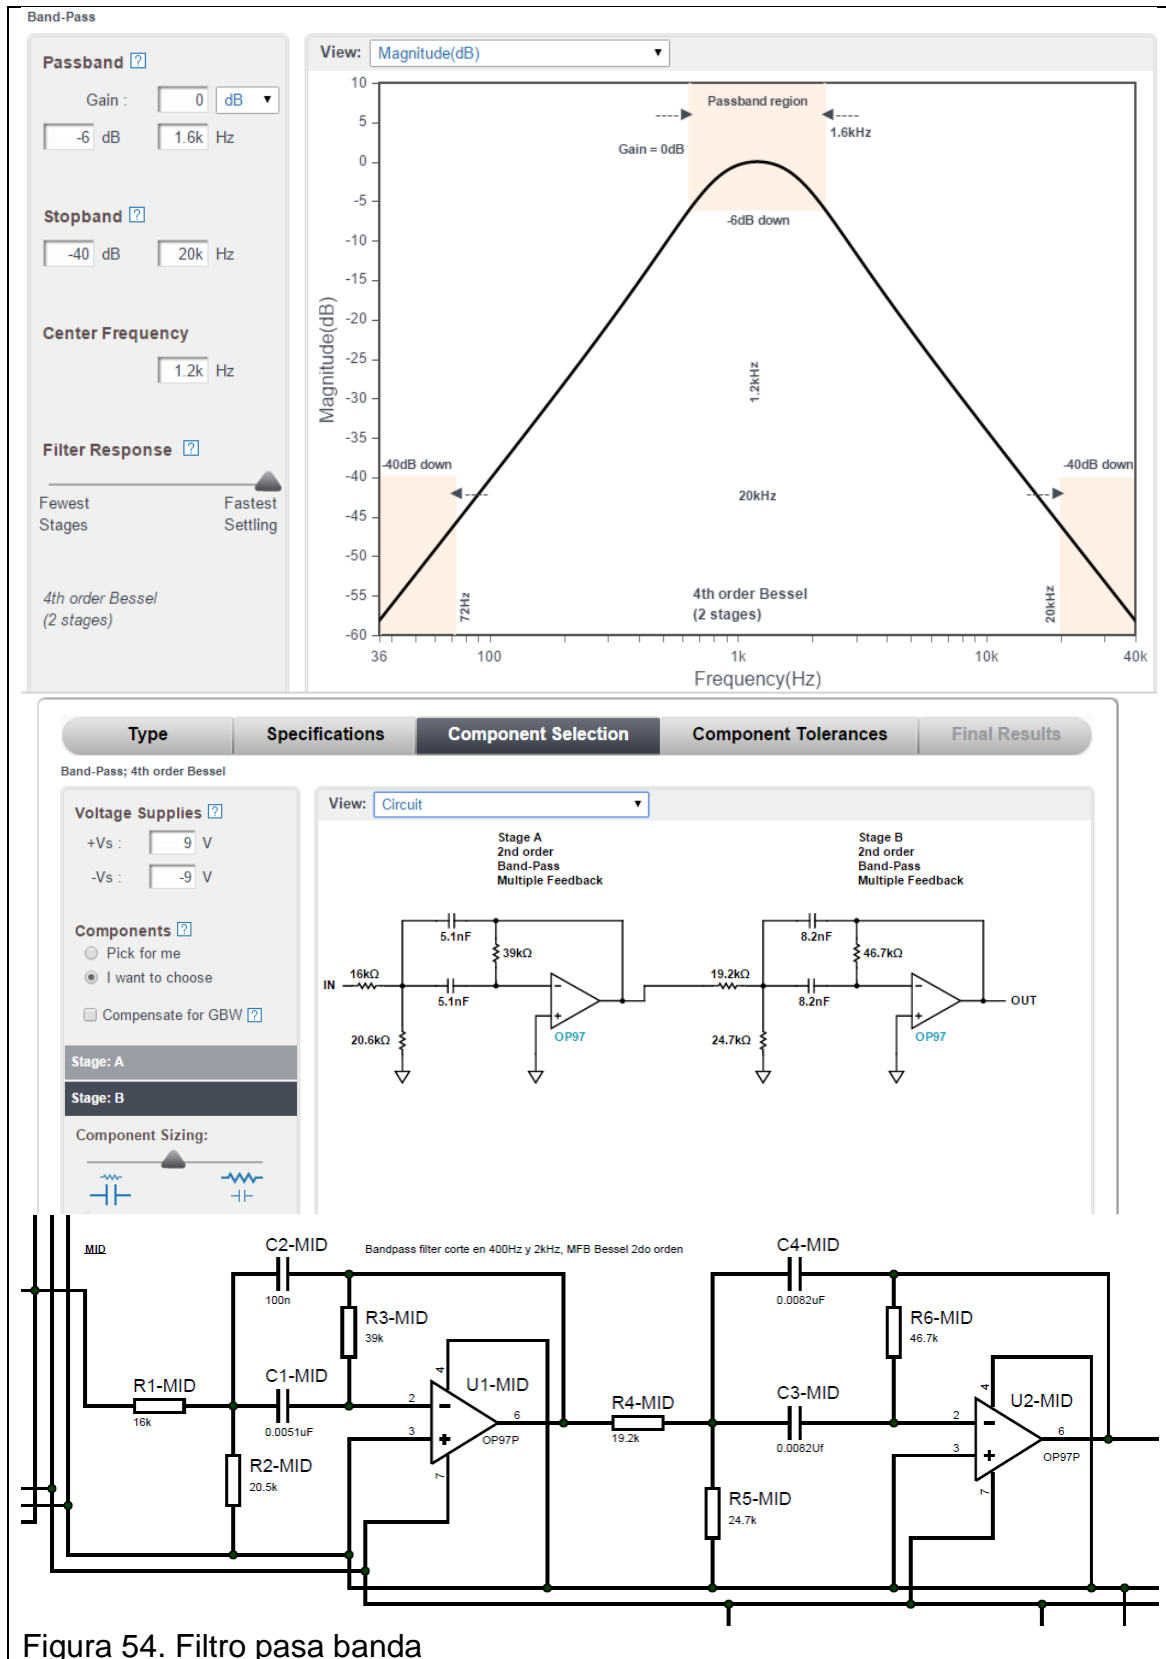 Band-Pass
Passband ?
Gain : 0 dB
-6 dB 1.6k Hz
Stopband ?
-40 dB 20k Hz
Center Frequency
1.2k Hz
Filter Response ?
Fewest Stages
Fastest Settling
4th order Bessel
(2 stages)
View: Magnitude(dB)
Magnitude(dB)
10
5
0
-5
-10
-15
-20
-25
-30
-35
-40
-45
-50
-55
-60
Passband region
1.6kHz
Gain = 0dB
-6dB down
1.2kHz
-40dB down
-40dB down
20kHz
72Hz
4th order Bessel
(2 stages)
20kHz
36
100
1k
10k
40k
Frequency(Hz)
Type
Specifications
Component Selection
Component Tolerances
Final Results
Band-Pass; 4th order Bessel
Voltage Supplies ?
+Vs : 9 V
-Vs : -9 V
Components ?
Pick for me
I want to choose
Compensate for GBW ?
Stage: A
Stage: B
Component Sizing:
View: Circuit
Stage A
2nd order
Band-Pass
Multiple Feedback
Stage B
2nd order
Band-Pass
Multiple Feedback
5.1nF
39kΩ
IN
16kΩ
5.1nF
20.6kΩ
OP97
8.2nF
46.7kΩ
19.2kΩ
8.2nF
24.7kΩ
OP97
OUT
MID
Bandpass filter corte en 400Hz y 2kHz, MFB Bessel 2do orden
C2-MID
100n
R3-MID
39k
C1-MID
0.0051uF
R1-MID
16k
R2-MID
20.5k
U1-MID
OP97P
2
3
4
6
7
R4-MID
19.2k
C4-MID
0.0082uF
R6-MID
46.7k
C3-MID
0.0082Uf
R5-MID
24.7k
U2-MID
OP97P
2
3
4
6
7
Figura 54. Filtro pasa banda